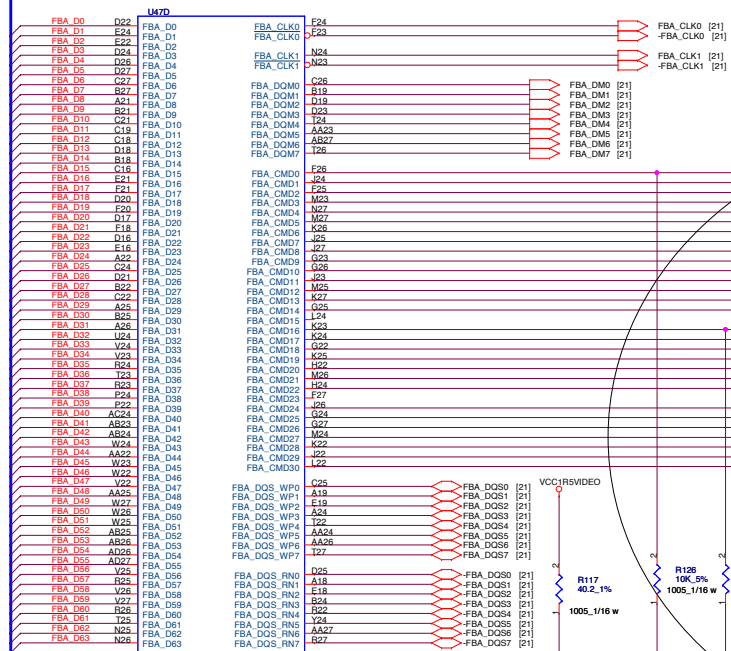 U47D
FBA_D0 D22 FBA_D0 FBA_CLK0 F24 FBA_CLK0 [21]
FBA_D1 E24 FBA_D1 FBA_CLK0 F23 -FBA_CLK0 [21]
FBA_D2 E22 FBA_D2
FBA_D3 D24 FBA_D3 FBA_CLK1 N24 FBA_CLK1 [21]
FBA_D4 D26 FBA_D4 FBA_CLK1 N23 -FBA_CLK1 [21]
FBA_D5 D27 FBA_D5
FBA_D6 C27 FBA_D6 FBA_DQM0 C26 FBA_DM0 [21]
FBA_D7 B27 FBA_D7 FBA_DQM1 B19 FBA_DM1 [21]
FBA_D8 A21 FBA_D8 FBA_DQM2 D19 FBA_DM2 [21]
FBA_D9 B21 FBA_D9 FBA_DQM3 D23 FBA_DM3 [21]
FBA_D10 C21 FBA_D10 FBA_DQM4 T24 FBA_DM4 [21]
FBA_D11 C19 FBA_D11 FBA_DQM5 AA23 FBA_DM5 [21]
FBA_D12 C18 FBA_D12 FBA_DQM6 AB27 FBA_DM6 [21]
FBA_D13 D18 FBA_D13 FBA_DQM7 T26 FBA_DM7 [21]
FBA_D14 B18 FBA_D14
FBA_D15 C16 FBA_D15 FBA_CMD0 F26
FBA_D16 E21 FBA_D16 FBA_CMD1 J24
FBA_D17 F21 FBA_D17 FBA_CMD2 F25
FBA_D18 D20 FBA_D18 FBA_CMD3 M23
FBA_D19 F20 FBA_D19 FBA_CMD4 N27
FBA_D20 D17 FBA_D20 FBA_CMD5 M27
FBA_D21 F18 FBA_D21 FBA_CMD6 K26
FBA_D22 D16 FBA_D22 FBA_CMD7 J25
FBA_D23 E16 FBA_D23 FBA_CMD8 J27
FBA_D24 A22 FBA_D24 FBA_CMD9 G23
FBA_D25 C24 FBA_D25 FBA_CMD10 G26
FBA_D26 D21 FBA_D26 FBA_CMD11 J23
FBA_D27 B22 FBA_D27 FBA_CMD12 M25
FBA_D28 C22 FBA_D28 FBA_CMD13 K27
FBA_D29 A25 FBA_D29 FBA_CMD14 G25
FBA_D30 B25 FBA_D30 FBA_CMD15 L24
FBA_D31 A26 FBA_D31 FBA_CMD16 K23
FBA_D32 U24 FBA_D32 FBA_CMD17 K24
FBA_D33 V24 FBA_D33 FBA_CMD18 G22
FBA_D34 V23 FBA_D34 FBA_CMD19 K25
FBA_D35 R24 FBA_D35 FBA_CMD20 H22
FBA_D36 T23 FBA_D36 FBA_CMD21 M26
FBA_D37 R23 FBA_D37 FBA_CMD22 H24
FBA_D38 P24 FBA_D38 FBA_CMD23 F27
FBA_D39 P22 FBA_D39 FBA_CMD24 J26
FBA_D40 AC24 FBA_D40 FBA_CMD25 G24
FBA_D41 AB23 FBA_D41 FBA_CMD26 G27
FBA_D42 AB24 FBA_D42 FBA_CMD27 M24
FBA_D43 W24 FBA_D43 FBA_CMD28 K22
FBA_D44 AA22 FBA_D44 FBA_CMD29 J22
FBA_D45 W23 FBA_D45 FBA_CMD30 L22
FBA_D46 W22 FBA_D46
FBA_D47 V22 FBA_D47 FBA_DQS_WP0 C25 FBA_DQS0 [21] VCC1R5VIDEO
FBA_D48 AA25 FBA_D48 FBA_DQS_WP1 A19 FBA_DQS1 [21]
FBA_D49 W27 FBA_D49 FBA_DQS_WP2 E19 FBA_DQS2 [21]
FBA_D50 W26 FBA_D50 FBA_DQS_WP3 A24 FBA_DQS3 [21]
FBA_D51 W25 FBA_D51 FBA_DQS_WP4 T22 FBA_DQS4 [21]
FBA_D52 AB25 FBA_D52 FBA_DQS_WP5 AA24 FBA_DQS5 [21]
FBA_D53 AB26 FBA_D53 FBA_DQS_WP6 AA26 FBA_DQS6 [21]
FBA_D54 AD26 FBA_D54 FBA_DQS_WP7 T27 FBA_DQS7 [21] 2 2
FBA_D55 AD27 FBA_D55 2
FBA_D56 V25 FBA_D56 FBA_DQS_RN0 D25 -FBA_DQS0 [21] R126
FBA_D57 R25 FBA_D57 FBA_DQS_RN1 A18 -FBA_DQS1 [21] R117 10K_5%
FBA_D58 V26 FBA_D58 FBA_DQS_RN2 E18 -FBA_DQS2 [21] 40.2_1% 1005_1/16 w
FBA_D59 V27 FBA_D59 FBA_DQS_RN3 B24 -FBA_DQS3 [21] 1 1
FBA_D60 R26 FBA_D60 FBA_DQS_RN4 R22 -FBA_DQS4 [21] 1 1005_1/16 w
FBA_D61 T25 FBA_D61 FBA_DQS_RN5 Y24 -FBA_DQS5 [21]
FBA_D62 N25 FBA_D62 FBA_DQS_RN6 AA27 -FBA_DQS6 [21]
FBA_D63 N26 FBA_D63 FBA_DQS_RN7 R27 -FBA_DQS7 [21]